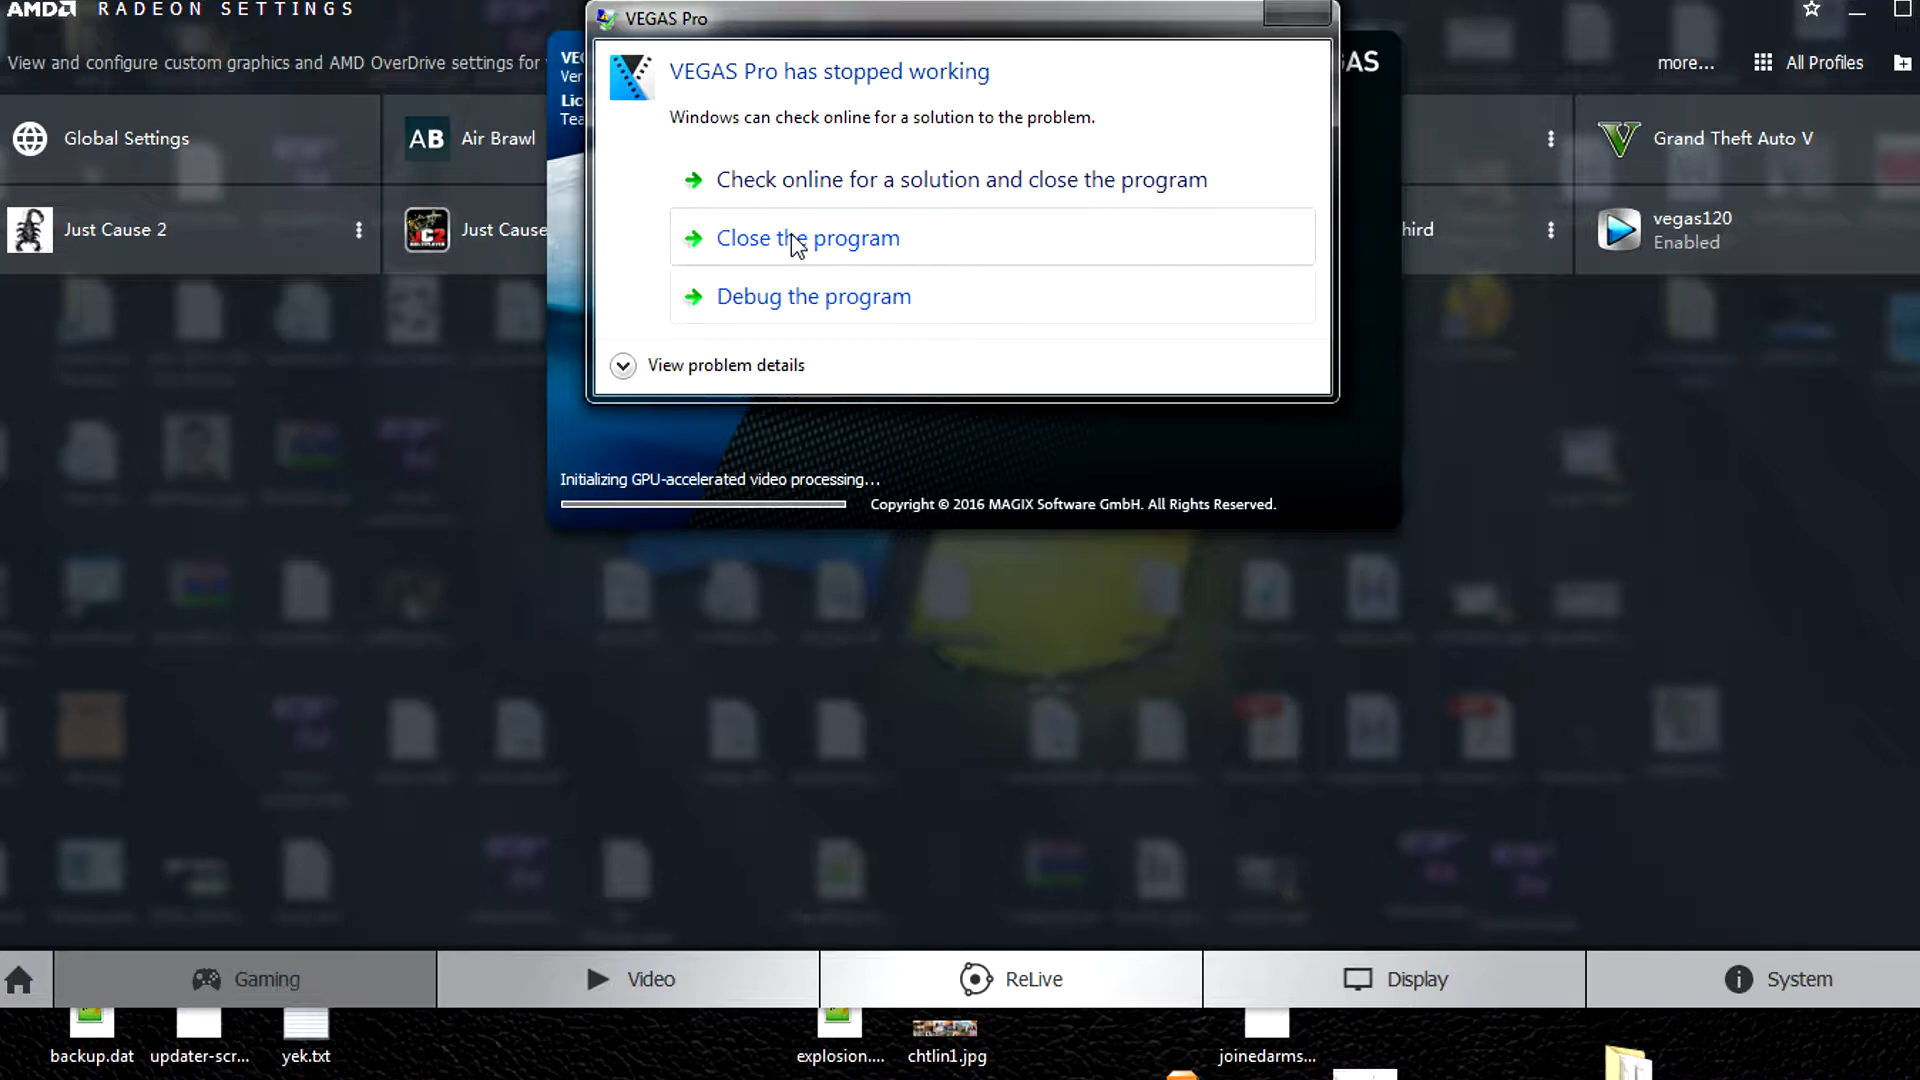 AMD RADEON SETTINGS
View and configure custom graphics and AMD OverDrive settings for
more...
All Profiles
Global Settings
AB
Air Brawl
Grand Theft Auto V
Just Cause 2
Just Cause
hird
vegas120
Enabled
VEGAS Pro
VEGAS Pro has stopped working
Windows can check online for a solution to the problem.
Check online for a solution and close the program
Close the program
Debug the program
View problem details
Initializing GPU-accelerated video processing...
Copyright © 2016 MAGIX Software GmbH. All Rights Reserved.
Gaming
Video
ReLive
Display
System
backup.dat
updater-scr...
yek.txt
explosion....
chtlin1.jpg
joinedarms...